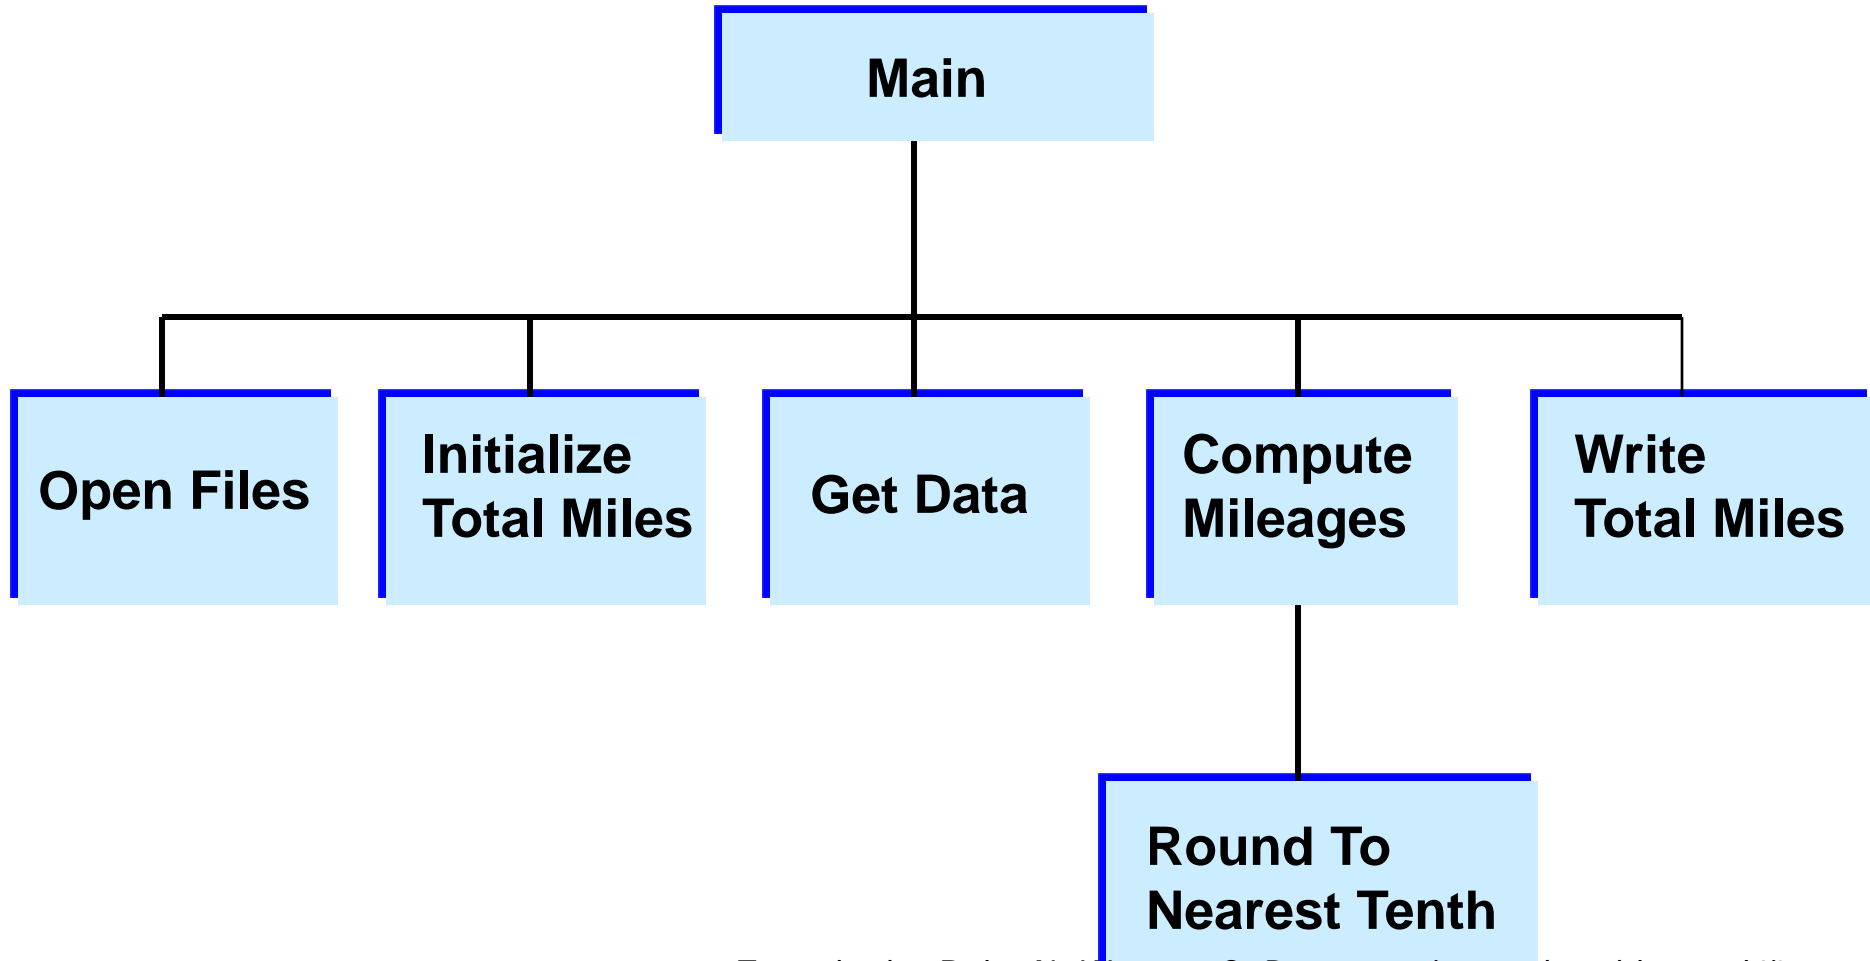 Main
Open Files
Initialize
Total Miles
Get Data
Compute
Mileages
Write
Total Miles
Round To
Nearest Tenth